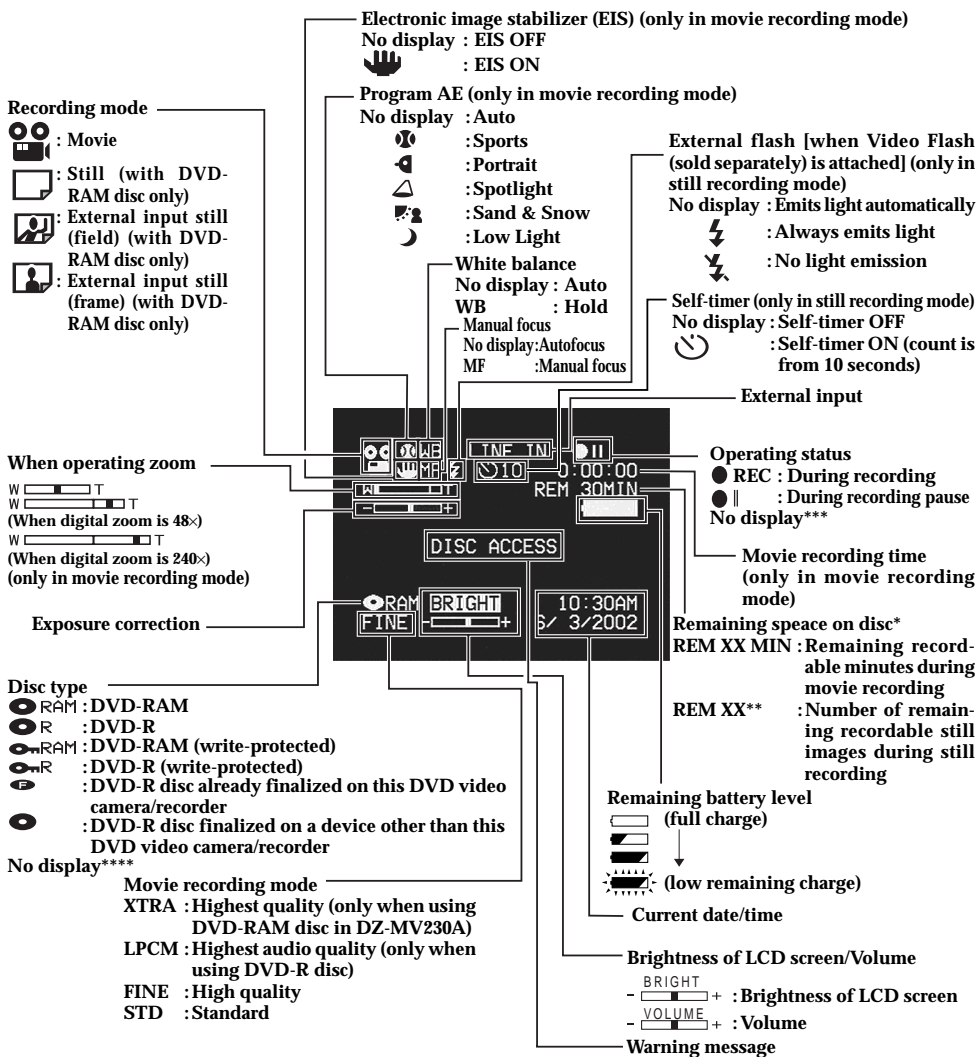 Electronic image stabilizer (EIS) (only in movie recording mode)
No display : EIS OFF
: EIS ON
Recording mode
: Movie
: Still (with DVD-
RAM disc only)
: External input still
(field) (with DVD-
RAM disc only)
: External input still
(frame) (with DVD-
RAM disc only)
Program AE (only in movie recording mode)
No display : Auto
: Sports
: Portrait
: Spotlight
: Sand & Snow
: Low Light
White balance
No display : Auto
WB : Hold
Manual focus
No display:Autofocus
MF :Manual focus
External flash [when Video Flash
(sold separately) is attached] (only in
still recording mode)
No display : Emits light automatically
: Always emits light
: No light emission
Self-timer (only in still recording mode)
No display : Self-timer OFF
: Self-timer ON (count is
from 10 seconds)
External input
When operating zoom
W T
W T
(When digital zoom is 48×)
W T
(When digital zoom is 240×)
(only in movie recording mode)
Exposure correction
WB
LINE IN
MF
10
0:00:00
W T
REM 30MIN
- +
DISC ACCESS
RAM
BRIGHT
10:30AM
FINE
- +
6/ 3/2002
Operating status
REC : During recording
: During recording pause
No display***
Movie recording time
(only in movie recording
mode)
Remaining speace on disc*
REM XX MIN : Remaining record-
able minutes during
movie recording
REM XX** : Number of remain-
ing recordable still
images during still
recording
Disc type
RAM : DVD-RAM
R : DVD-R
RAM : DVD-RAM (write-protected)
R : DVD-R (write-protected)
F : DVD-R disc already finalized on this DVD video
camera/recorder
: DVD-R disc finalized on a device other than this
DVD video camera/recorder
No display****
Movie recording mode
XTRA : Highest quality (only when using
DVD-RAM disc in DZ-MV230A)
LPCM : Highest audio quality (only when
using DVD-R disc)
FINE : High quality
STD : Standard
Remaining battery level
(full charge)
(low remaining charge)
Current date/time
Brightness of LCD screen/Volume
BRIGHT
- + : Brightness of LCD screen
VOLUME
- + : Volume
Warning message